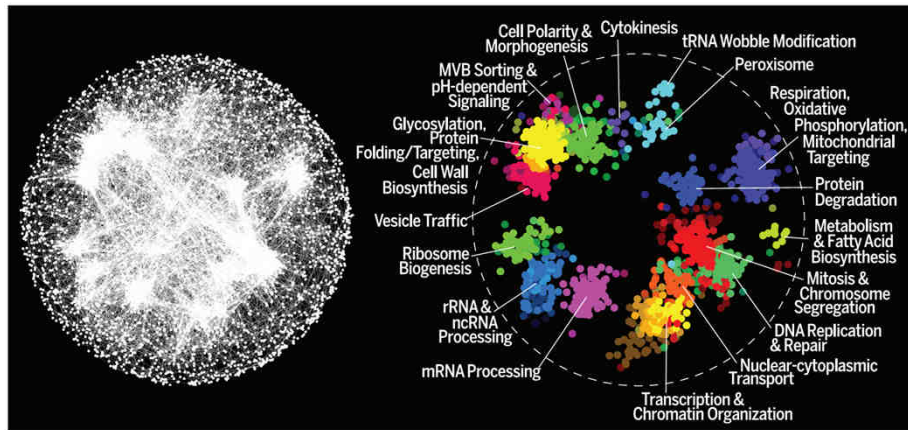 Cell Polarity &
Morphogenesis
Cytokinesis
tRNA Wobble Modification
Peroxisome
MVB Sorting &
pH-dependent
Signaling
Respiration,
Oxidative
Phosphorylation,
Mitochondrial
Targeting
Glycosylation,
Protein
Folding/Targeting,
Cell Wall
Biosynthesis
Protein
Degradation
Vesicle Traffic
Metabolism
& Fatty Acid
Biosynthesis
Ribosome
Biogenesis
Mitosis &
Chromosome
Segregation
rRNA &
ncRNA
Processing
DNA Replication
& Repair
mRNA Processing
Nuclear-cytoplasmic
Transport
Transcription &
Chromatin Organization